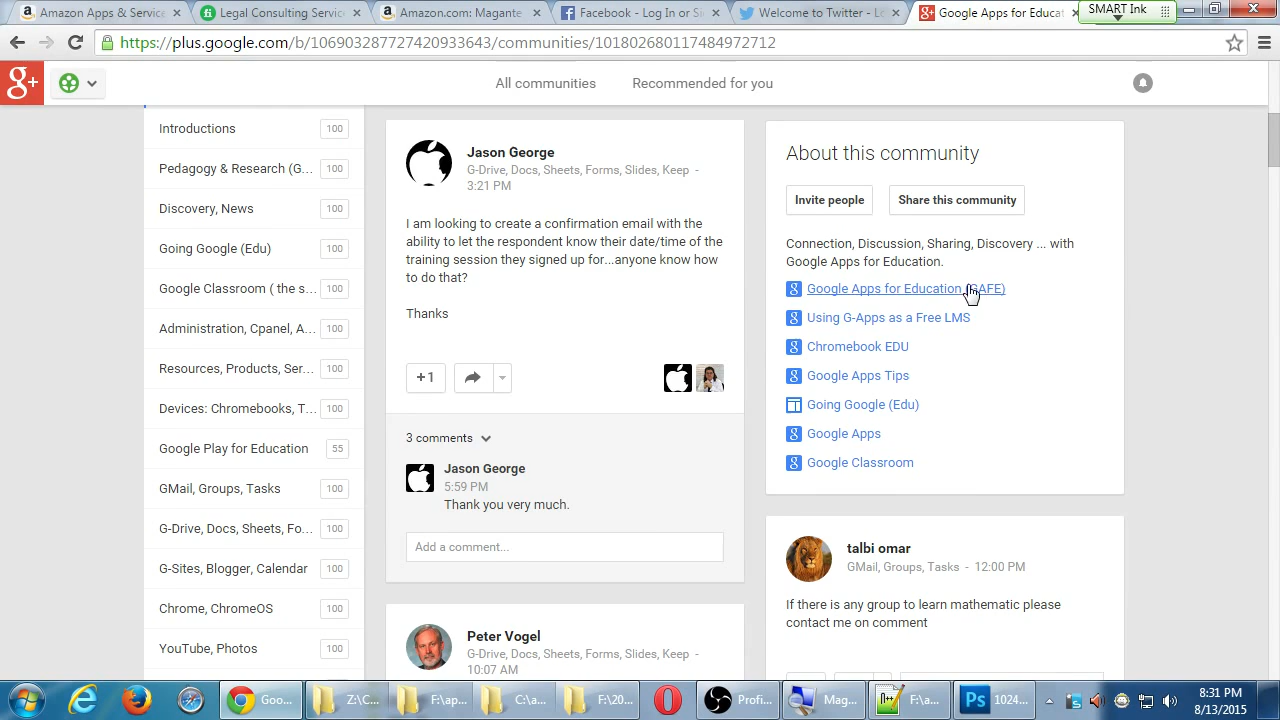 Amazon Apps & Service
Legal Consulting Service
Amazon.com: Magante
Facebook - Log In or Si
Welcome to Twitter - L
Google Apps for Educat
SMART Ink
https://plus.google.com/b/106903287727420933643/communities/101802680117484972712
g+
All communities
Recommended for you
Introductions 100
Pedagogy & Research (G... 100
Discovery, News 100
Going Google (Edu) 100
Google Classroom ( the s... 100
Administration, Cpanel, A... 100
Resources, Products, Ser... 100
Devices: Chromebooks, T... 100
Google Play for Education 55
GMail, Groups, Tasks 100
G-Drive, Docs, Sheets, Fo... 100
G-Sites, Blogger, Calendar 100
Chrome, ChromeOS 100
YouTube, Photos 100
Jason George
G-Drive, Docs, Sheets, Forms, Slides, Keep -
3:21 PM
I am looking to create a confirmation email with the
ability to let the respondent know their date/time of the
training session they signed up for...anyone know how
to do that?
Thanks
+1
3 comments
Jason George
5:59 PM
Thank you very much.
Add a comment...
Peter Vogel
G-Drive, Docs, Sheets, Forms, Slides, Keep -
10:07 AM
About this community
Invite people
Share this community
Connection, Discussion, Sharing, Discovery ... with
Google Apps for Education.
Google Apps for Education (GAFE)
Using G-Apps as a Free LMS
Chromebook EDU
Google Apps Tips
Going Google (Edu)
Google Apps
Google Classroom
talbi omar
GMail, Groups, Tasks - 12:00 PM
If there is any group to learn mathematic please
contact me on comment
Goo...
Z:\C...
F:\ap...
C:\a...
F:\20...
Profi...
Mag...
F:\a...
Ps 1024...
8:31 PM
8/13/2015